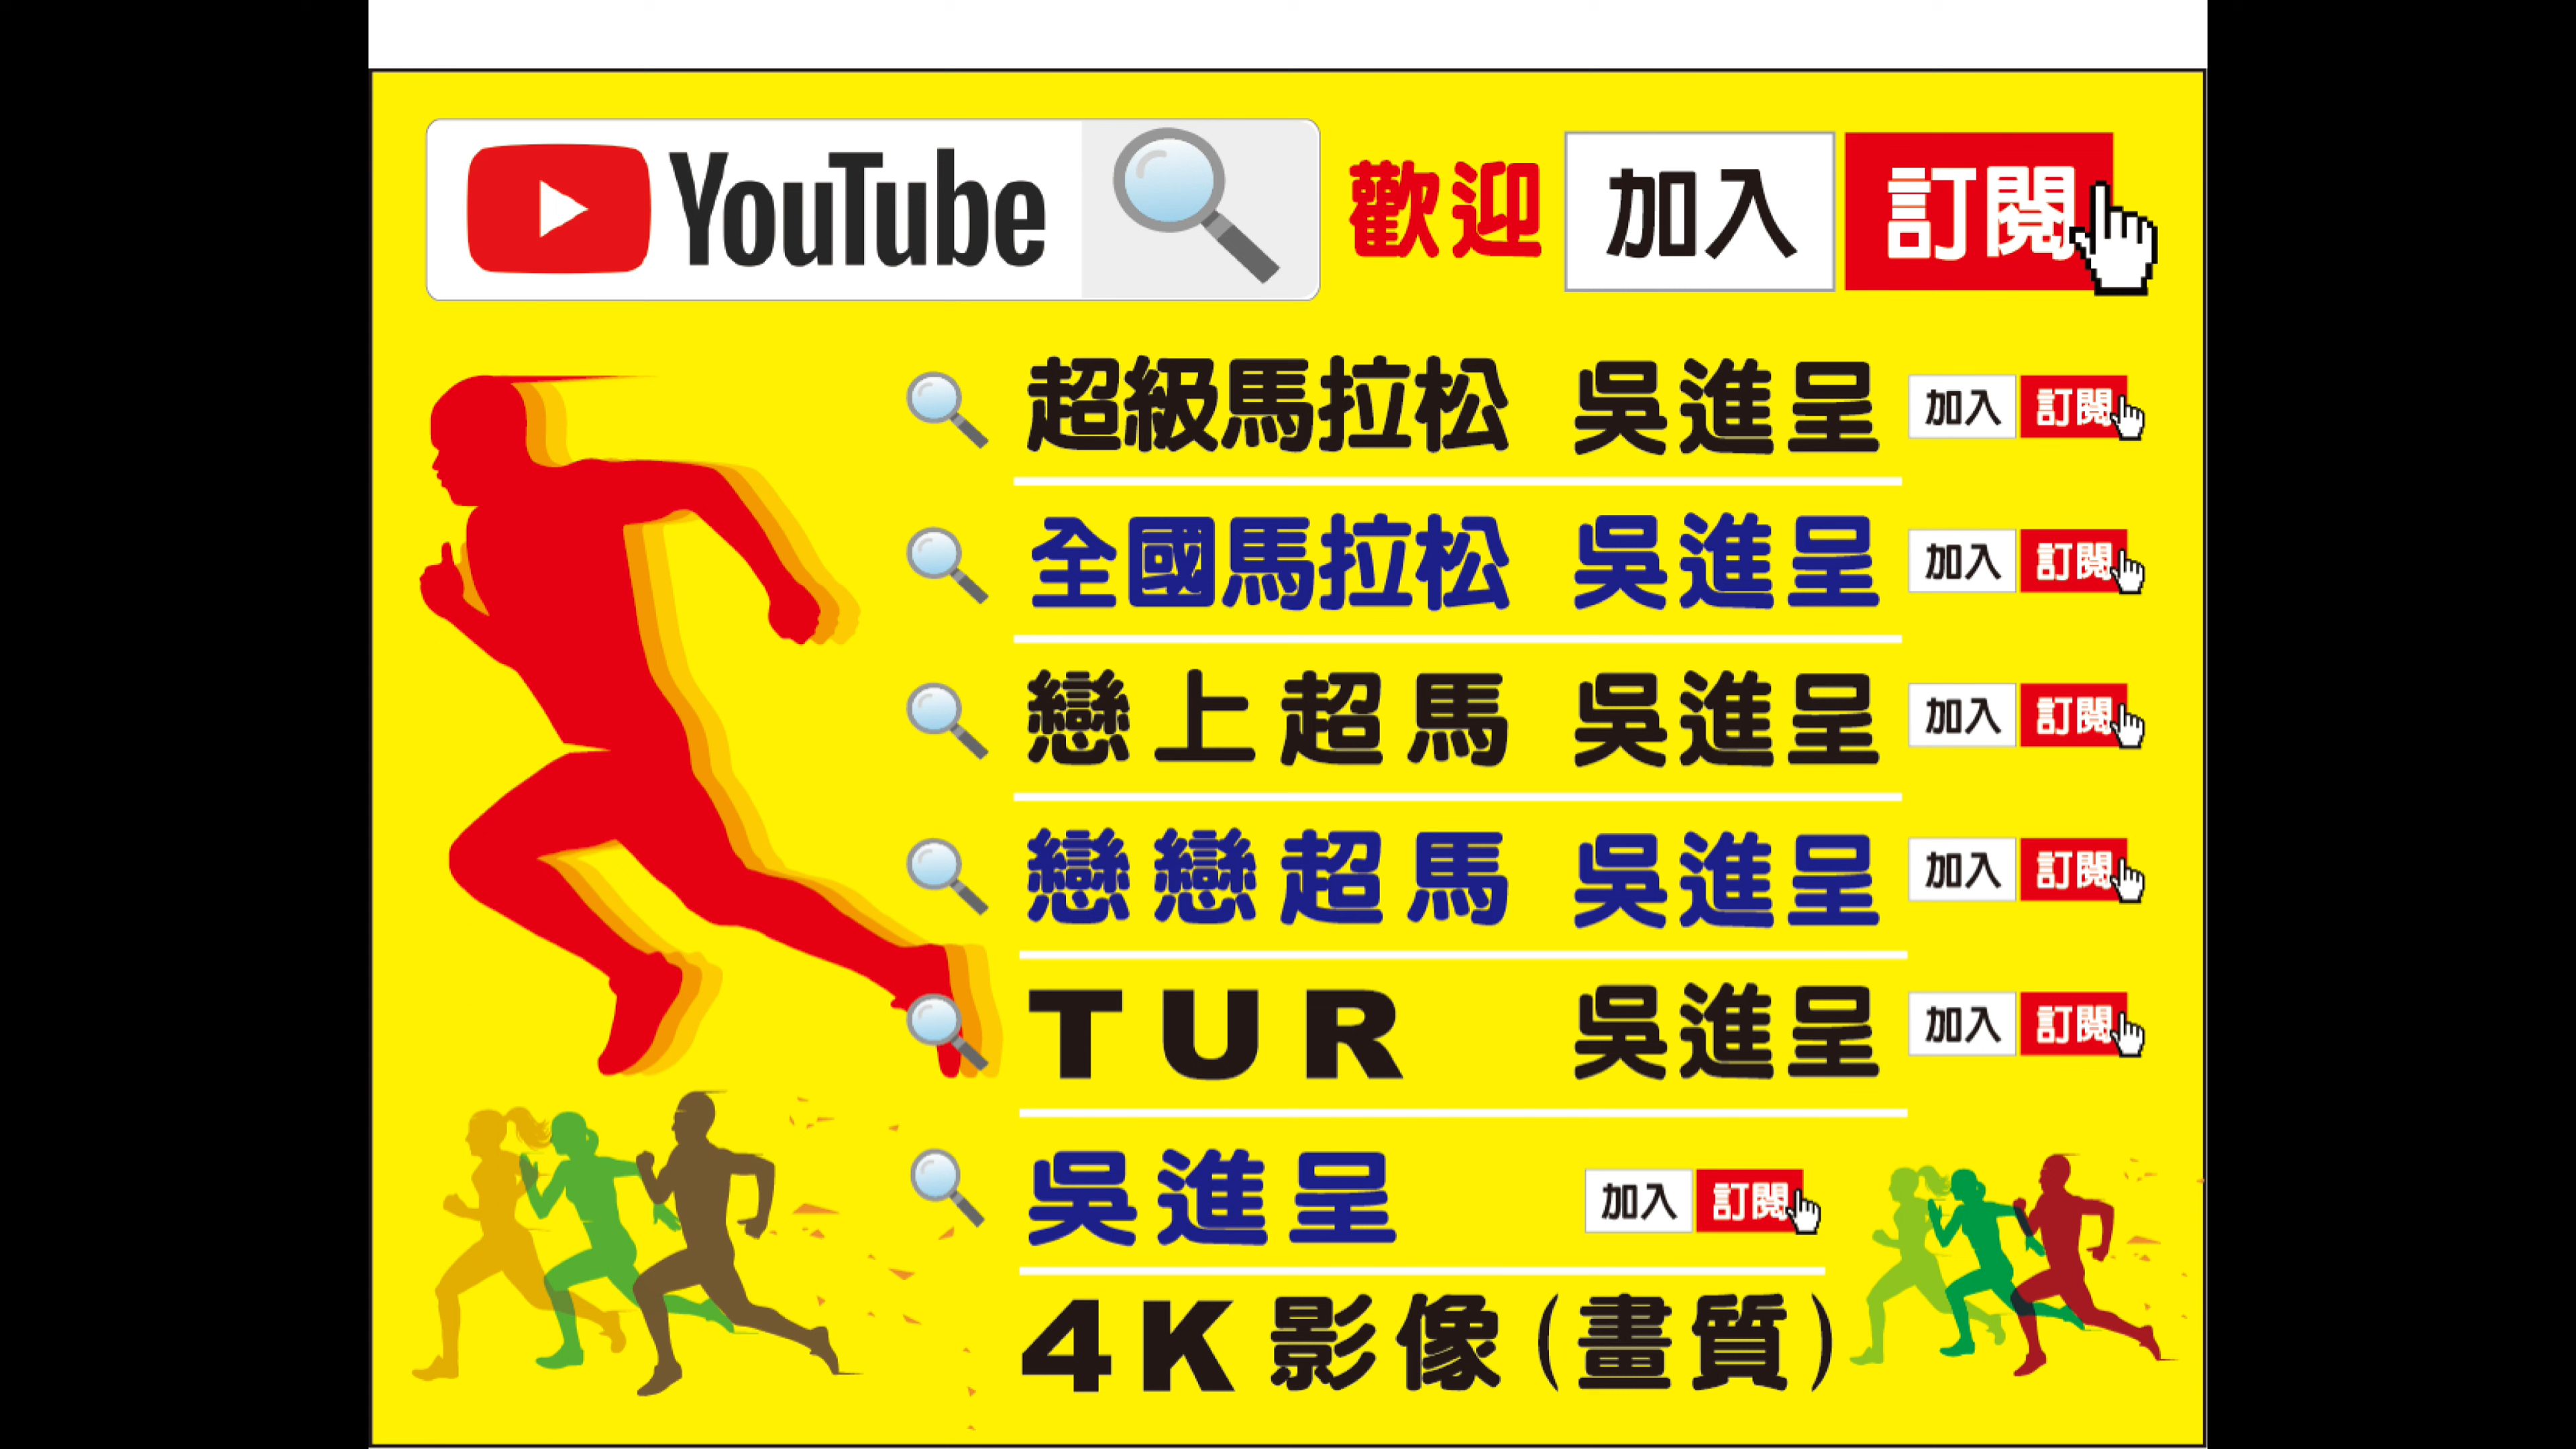 YouTube 歡迎 加入 訂閱
超級馬拉松 吳進呈 加入 訂閱
全國馬拉松 吳進呈 加入 訂閱
戀上超馬 吳進呈 加入 訂閱
戀戀超馬 吳進呈 加入 訂閱
TUR 吳進呈 加入 訂閱
吳進呈 加入 訂閱
4K影像(畫質)